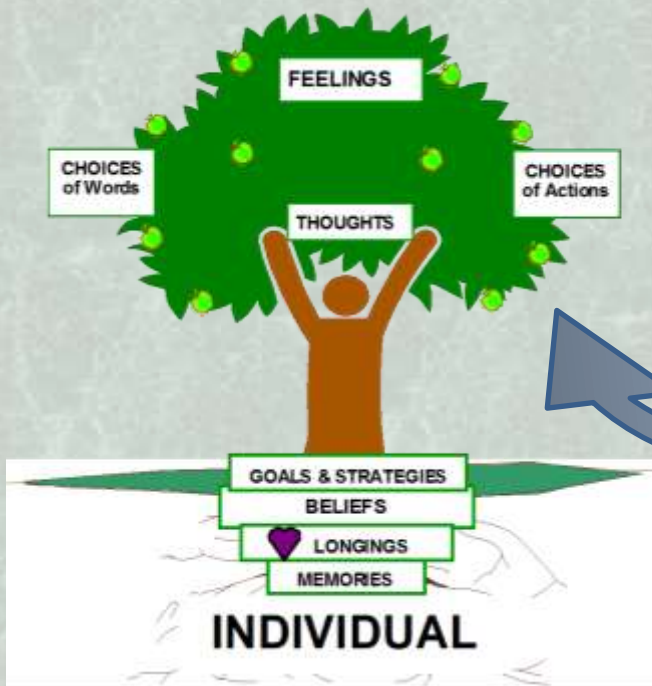 FEELINGS
CHOICES
of Words
CHOICES
of Actions
THOUGHTS
GOALS & STRATEGIES
BELIEFS
LONGINGS
MEMORIES
INDIVIDUAL